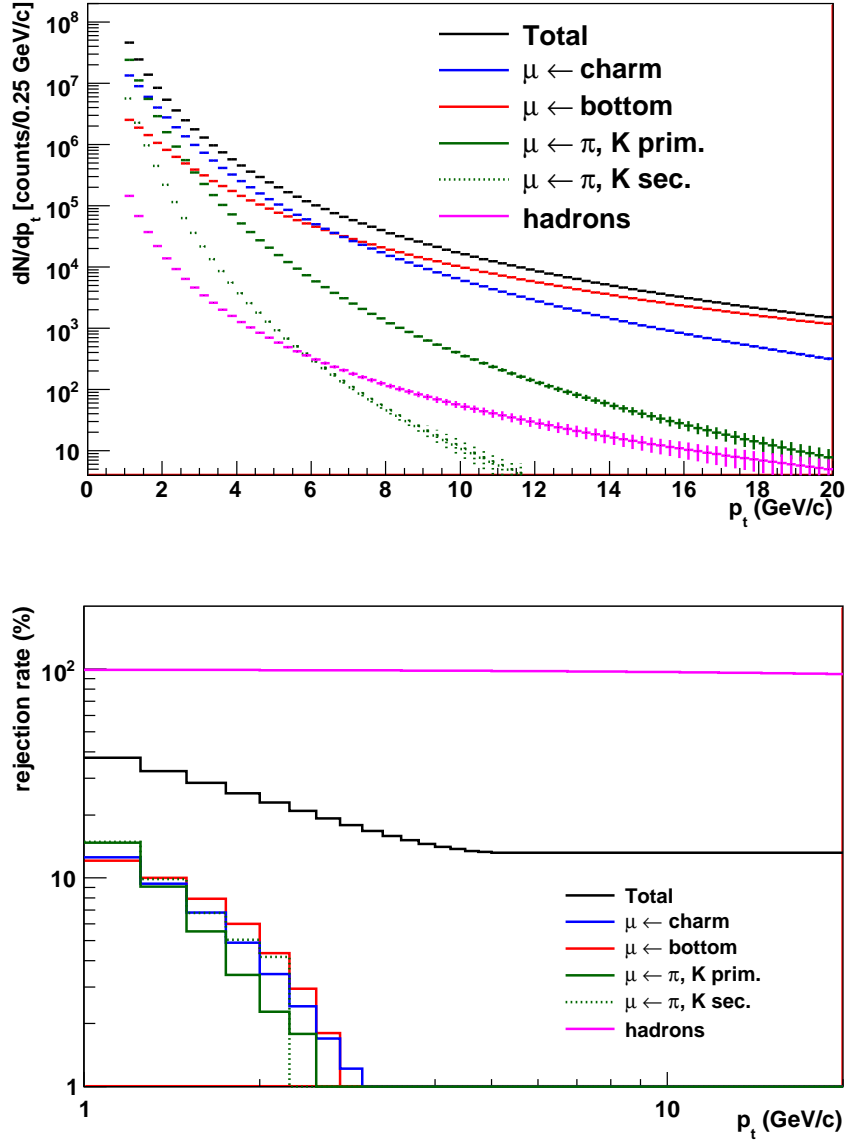 dN/dp_t [counts/0.25 GeV/c]
10^8
10^7
10^6
10^5
10^4
10^3
10^2
10
Total
μ ← charm
μ ← bottom
μ ← π, K prim.
μ ← π, K sec.
hadrons
0 2 4 6 8 10 12 14 16 18 20
p_t (GeV/c)
rejection rate (%)
10^2
10
1
Total
μ ← charm
μ ← bottom
μ ← π, K prim.
μ ← π, K sec.
hadrons
1 10
p_t (GeV/c)